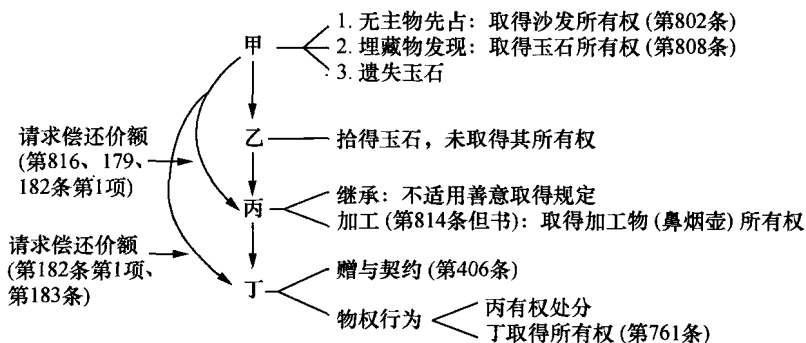 甲
1. 无主物先占：取得沙发所有权 (第802条)
2. 埋藏物发现：取得玉石所有权 (第808条)
3. 遗失玉石
请求偿还价额
(第816、179、
182条第1项)
乙
拾得玉石，未取得其所有权
丙
继承：不适用善意取得规定
加工 (第814条但书)：取得加工物 (鼻烟壶) 所有权
请求偿还价额
(第182条第1项、
第183条)
丁
赠与契约 (第406条)
物权行为
丙有权处分
丁取得所有权 (第761条)